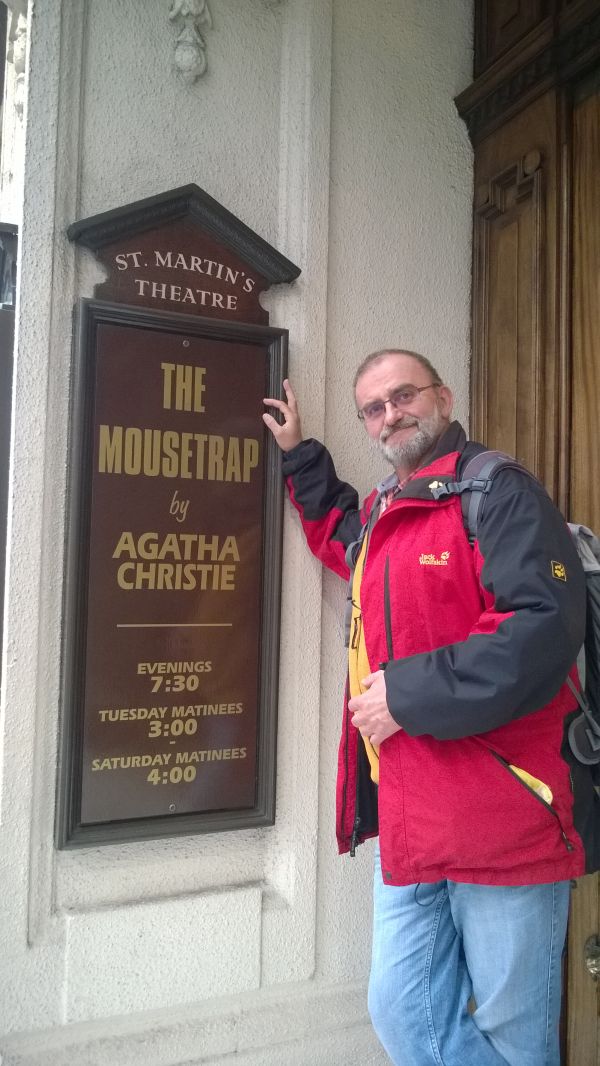 ST. MARTIN'S
THEATRE
THE
MOUSETRAP
by
AGATHA
CHRISTIE
EVENINGS
7:30
TUESDAY MATINEES
3:00
-
SATURDAY MATINEES
4:00
Jack
Wolfskin